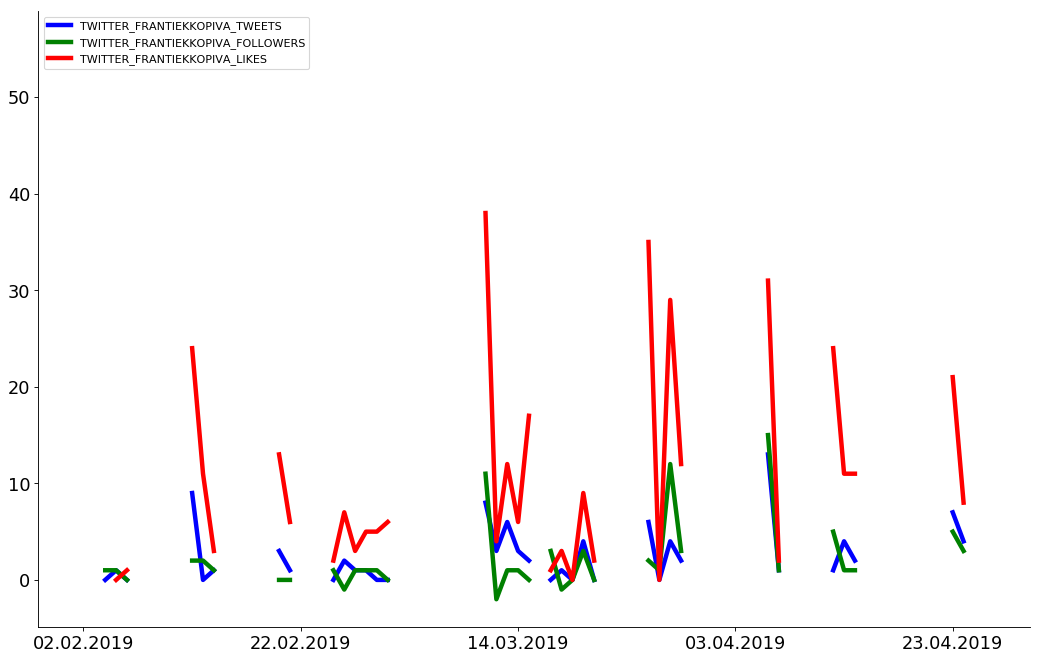 TWITTER_FRANTIEKKOPIVA_TWEETS
TWITTER_FRANTIEKKOPIVA_FOLLOWERS
TWITTER_FRANTIEKKOPIVA_LIKES
50
40
30
20
10
0
02.02.2019 22.02.2019 14.03.2019 03.04.2019 23.04.2019